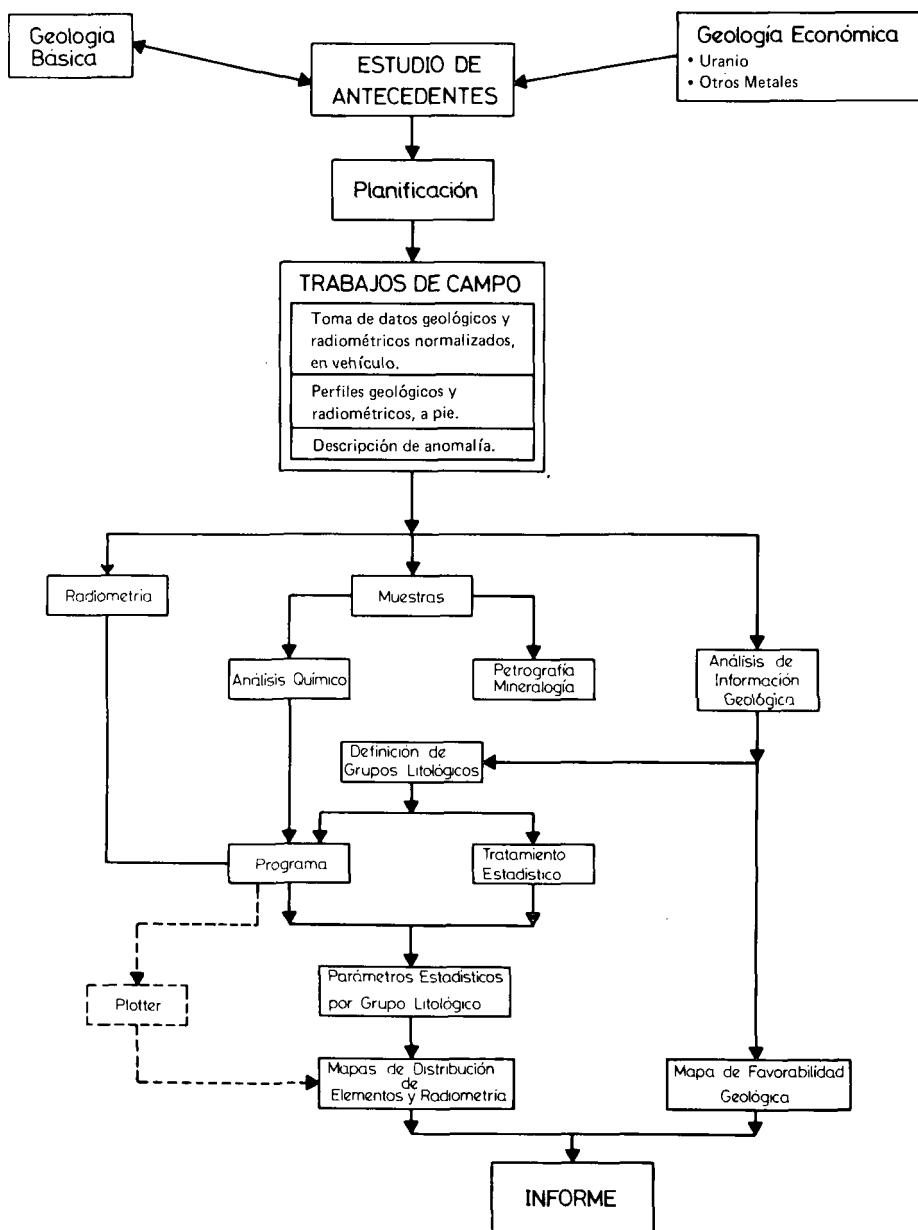 Geología
Básica
ESTUDIO DE
ANTECEDENTES
Geología Económica
• Uranio
• Otros Metales
Planificación
TRABAJOS DE CAMPO
Toma de datos geológicos y
radiométricos normalizados,
en vehículo.
Perfiles geológicos y
radiométricos, a pie.
Descripción de anomalía.
Radiometria
Muestras
Análisis Químico
Petrografía
Mineralogía
Análisis de
Información
Geológica
Definición de
Grupos Litológicos
Programa
Tratamiento
Estadístico
Plotter
Parámetros Estadísticos
por Grupo Litológico
Mapas de Distribución
de
Elementos y Radiometría
Mapa de Favorabilidad
Geológica
INFORME